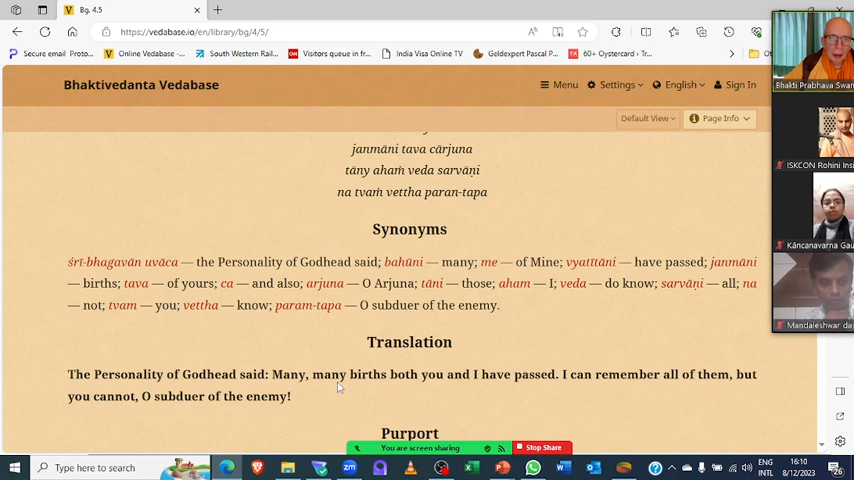 Bg. 4.5
https://vedabase.io/en/library/bg/4/5/
Secure email Proto...
Online Vedabase -...
South Western Rail...
Visitors queue in fr...
India Visa Online TV
Geldexpert Pascal P...
60+ Oystercard › Tr...
Bhaktivedanta Vedabase
Menu
Settings
English
Sign In
Default View
Page Info
janmāni tava cārjuna
tāny ahaṁ veda sarvāṇi
na tvaṁ vettha paran-tapa
Synonyms
śrī-bhagavān uvāca — the Personality of Godhead said; bahūni — many; me — of Mine; vyatītāni — have passed; janmāni
— births; tava — of yours; ca — and also; arjuna — O Arjuna; tāni — those; aham — I; veda — do know; sarvāṇi — all; na
— not; tvam — you; vettha — know; param-tapa — O subduer of the enemy.
Translation
The Personality of Godhead said: Many, many births both you and I have passed. I can remember all of them, but
you cannot, O subduer of the enemy!
Purport
You are screen sharing
Stop Share
Bhakti Prabhava Swam
ISKCON Rohini Insi
Kāncanavarna Gau
Mandaleshwar das
Type here to search
ENG
INTL
16:10
8/12/2023
26